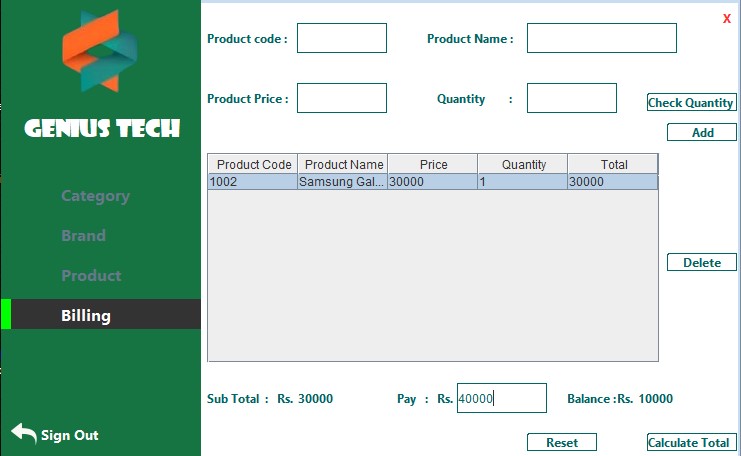 X
Product code :
Product Name :
Product Price :
Quantity :
Check Quantity
Add
GENIUS TECH
Product Code Product Name Price Quantity Total
1002 Samsung Gal... 30000 1 30000
Category
Brand
Product
Billing
Delete
Sub Total : Rs. 30000
Pay : Rs. 40000
Balance :Rs. 10000
Sign Out
Reset
Calculate Total